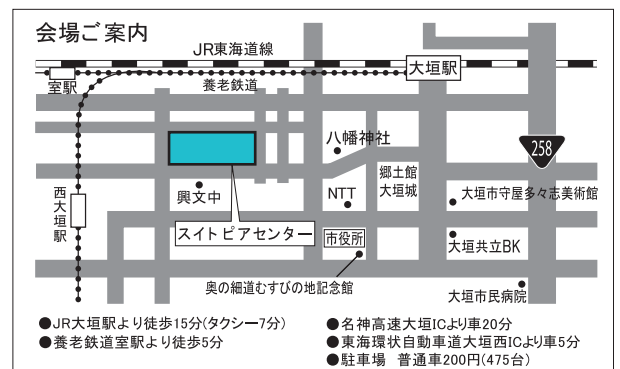 会場ご案内
JR東海道線
大垣駅
室駅
養老鉄道
八幡神社
258
郷土館
大垣城
西大垣駅
興文中
NTT
大垣市守屋多々志美術館
スイトピアセンター
市役所
大垣共立BK
奥の細道むすびの地記念館
大垣市民病院
●JR大垣駅より徒歩15分(タクシー7分)
●養老鉄道室駅より徒歩5分
●名神高速大垣ICより車20分
●東海環状自動車道大垣西ICより車5分
●駐車場 普通車200円(475台)